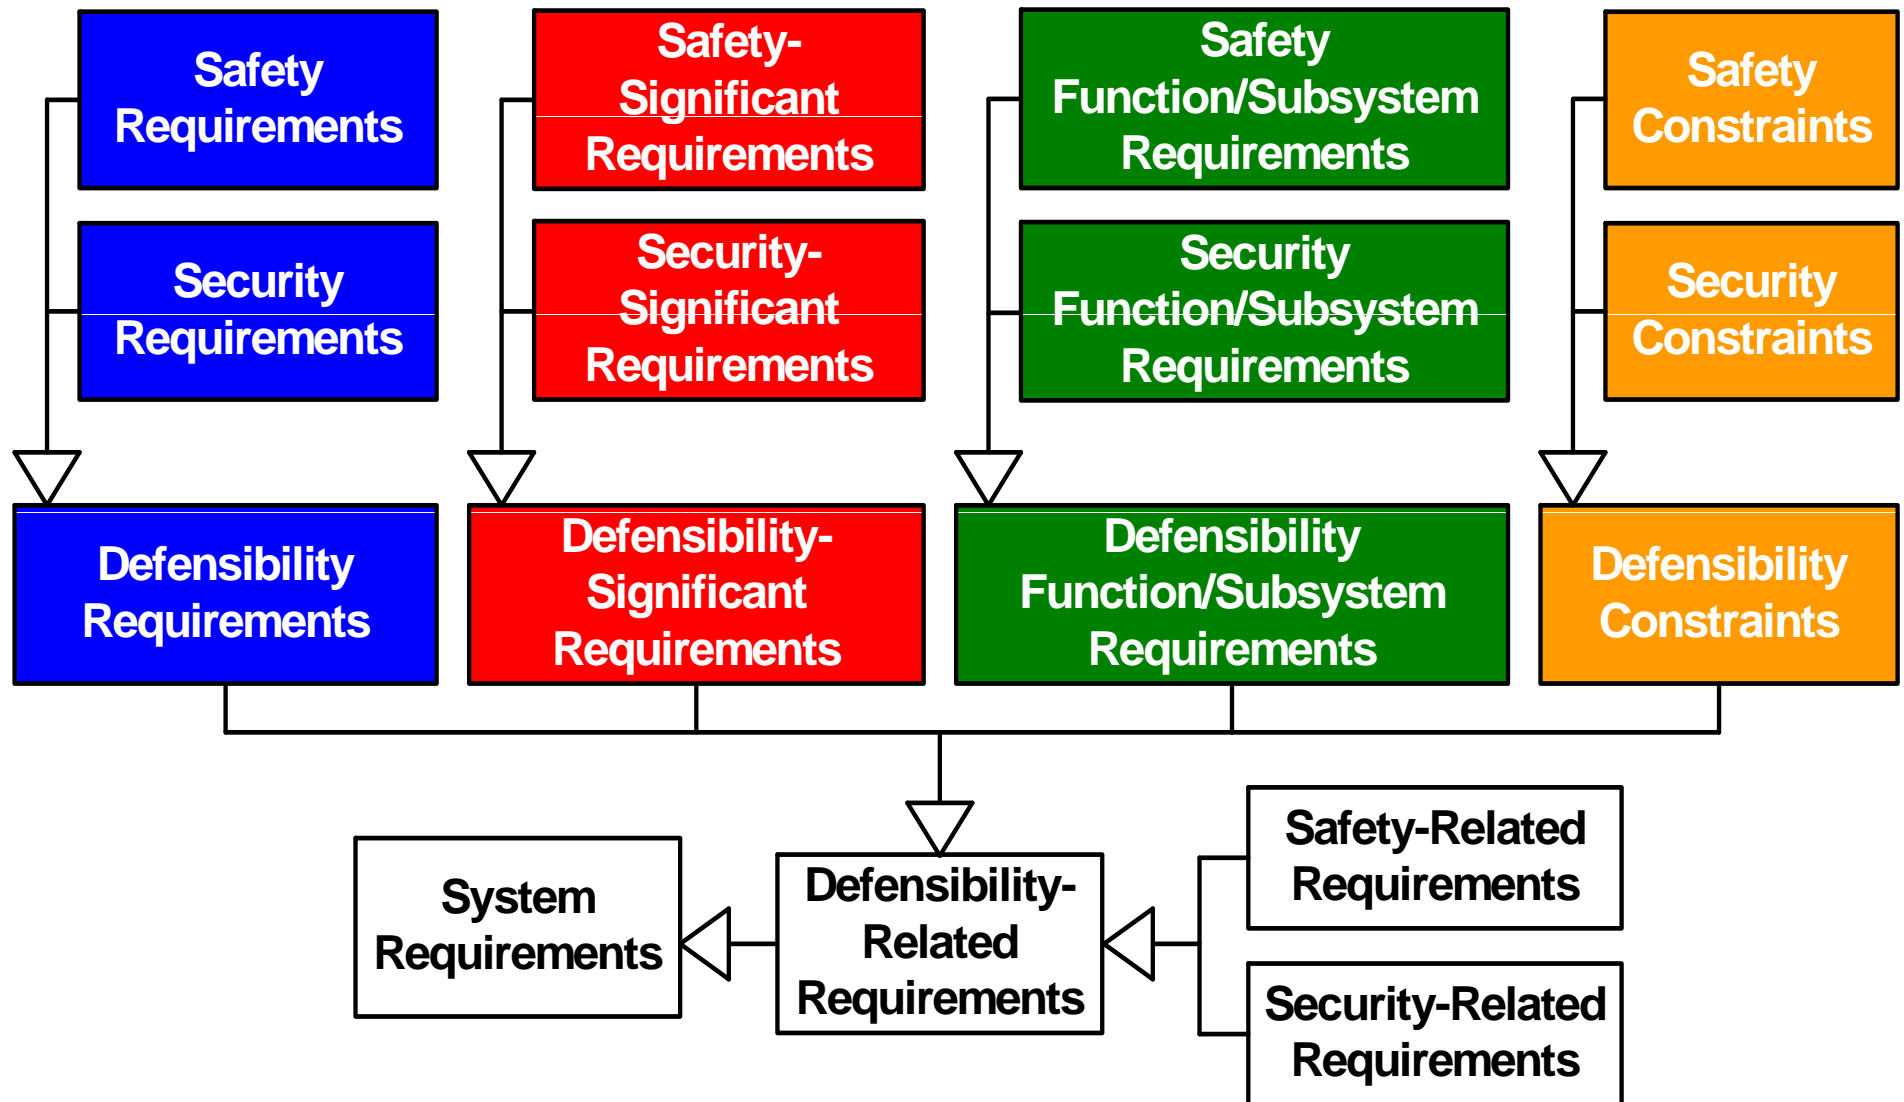 Safety
Requirements
Safety-
Significant
Requirements
Safety
Function/Subsystem
Requirements
Safety
Constraints
Security
Requirements
Security-
Significant
Requirements
Security
Function/Subsystem
Requirements
Security
Constraints
Defensibility
Requirements
Defensibility-
Significant
Requirements
Defensibility
Function/Subsystem
Requirements
Defensibility
Constraints
System
Requirements
Defensibility-
Related
Requirements
Safety-Related
Requirements
Security-Related
Requirements